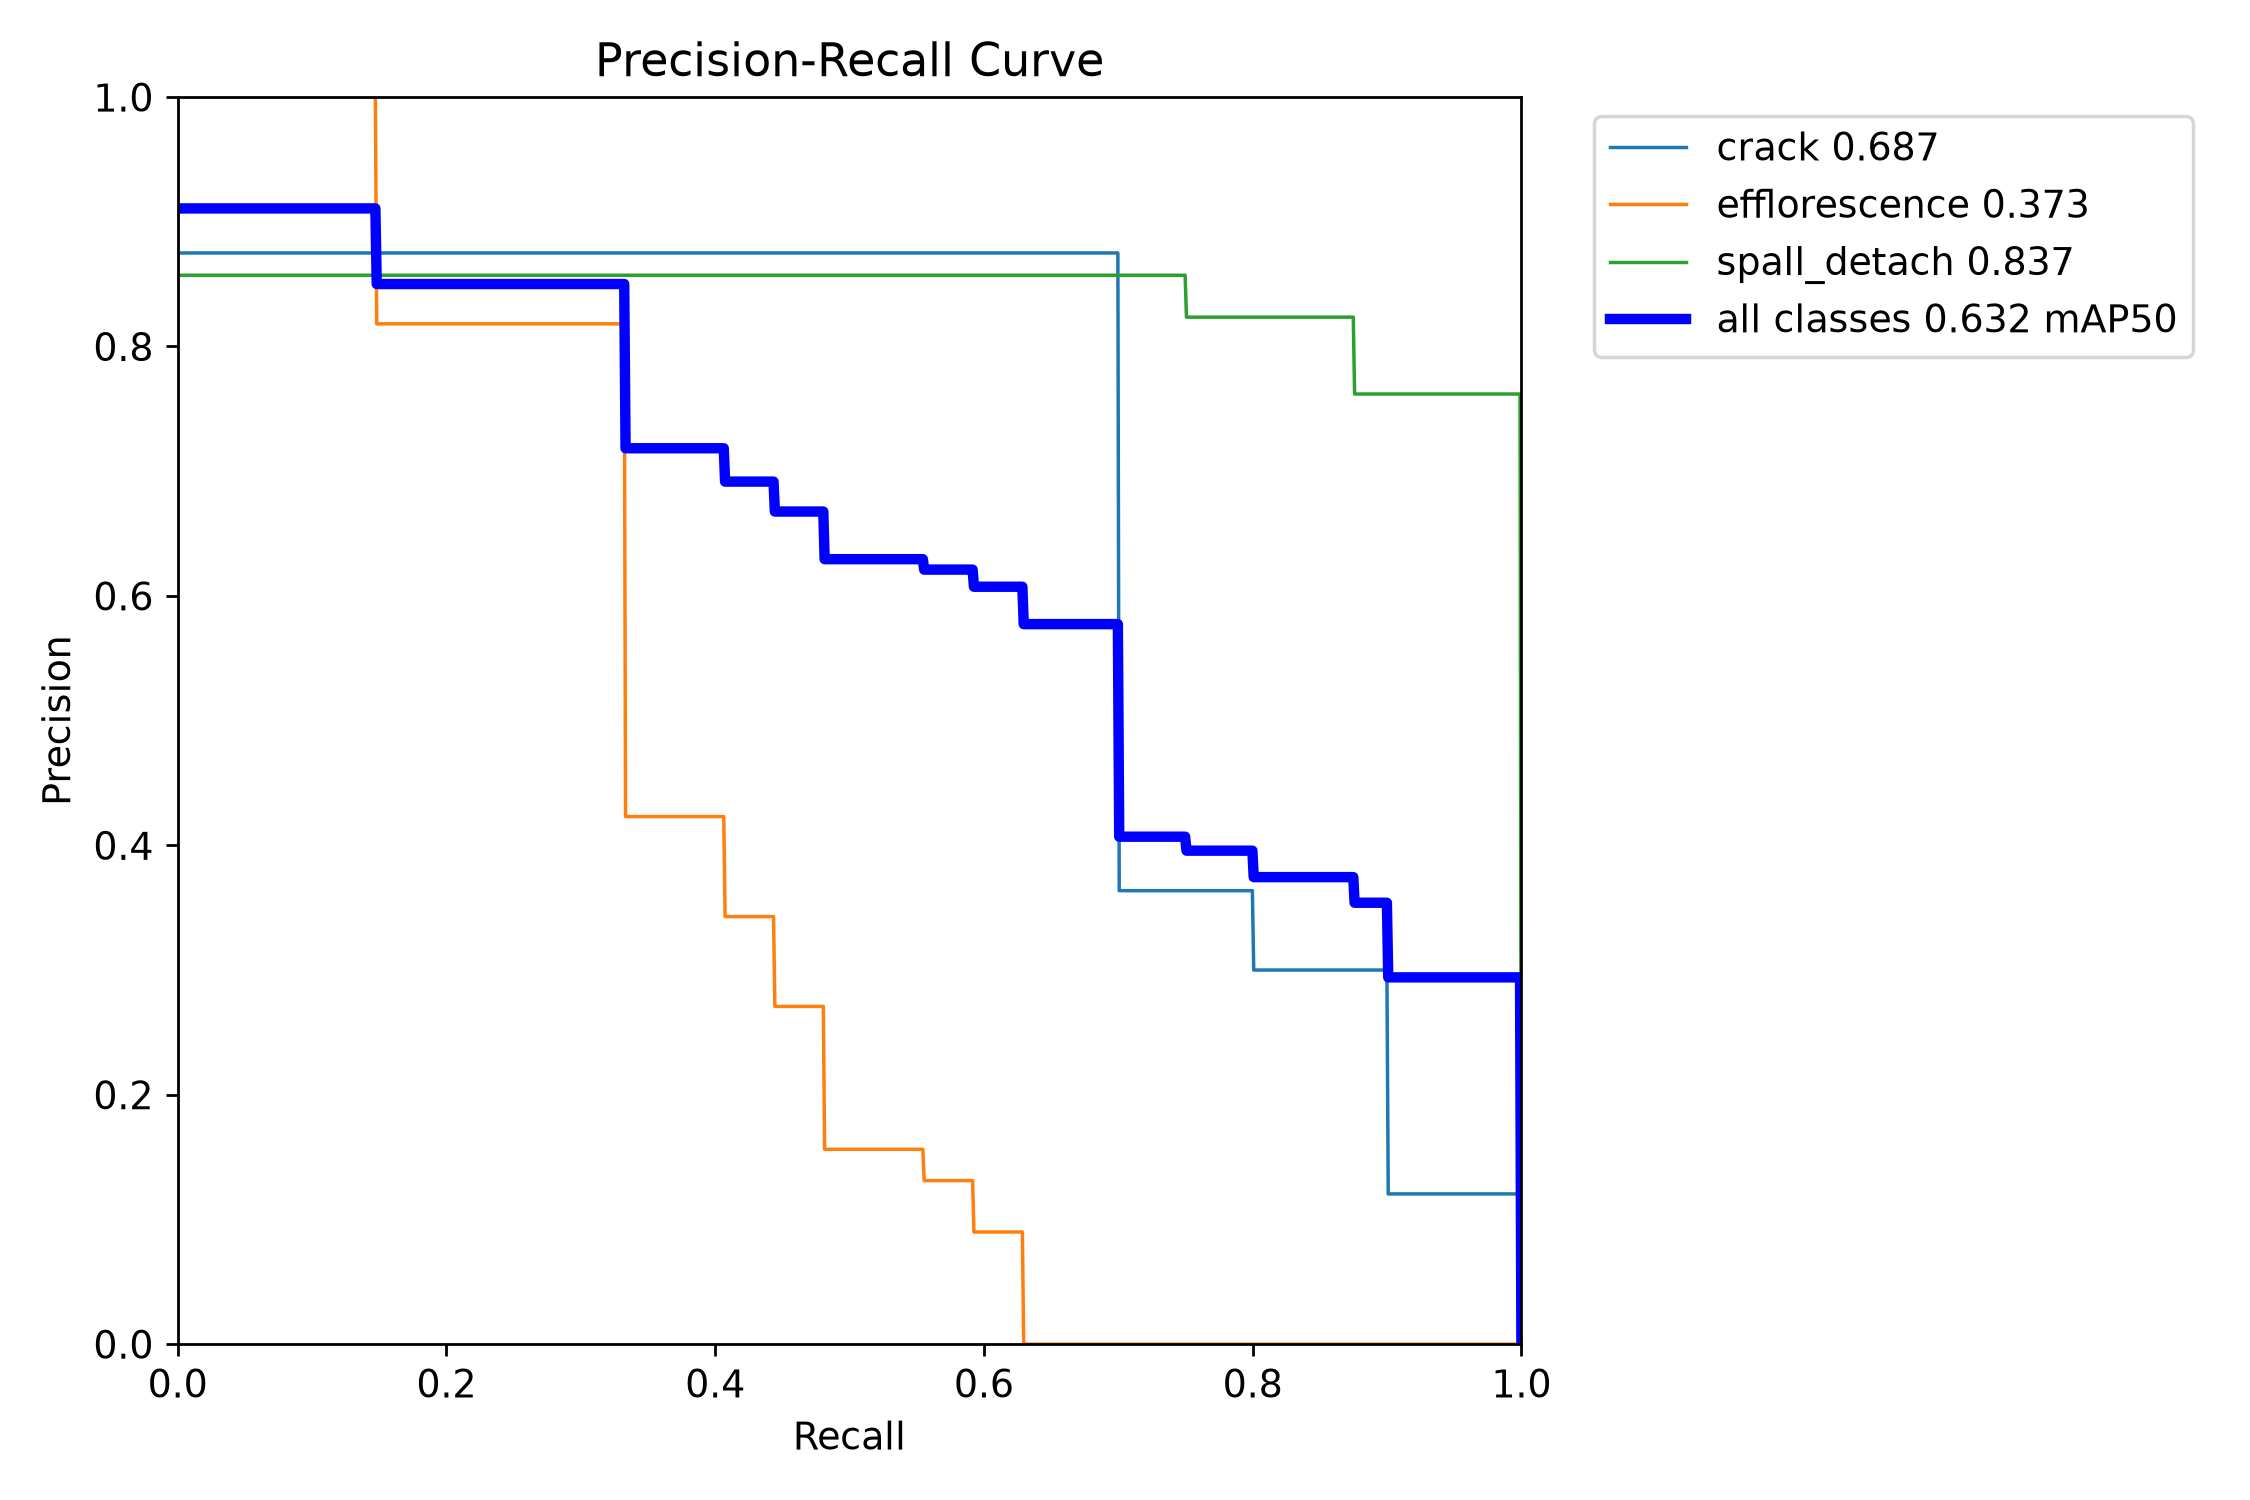 Precision-Recall Curve
1.0
0.8
0.6
0.4
0.2
0.0
Precision
0.0 0.2 0.4 0.6 0.8 1.0
Recall
crack 0.687
efflorescence 0.373
spall_detach 0.837
all classes 0.632 mAP50